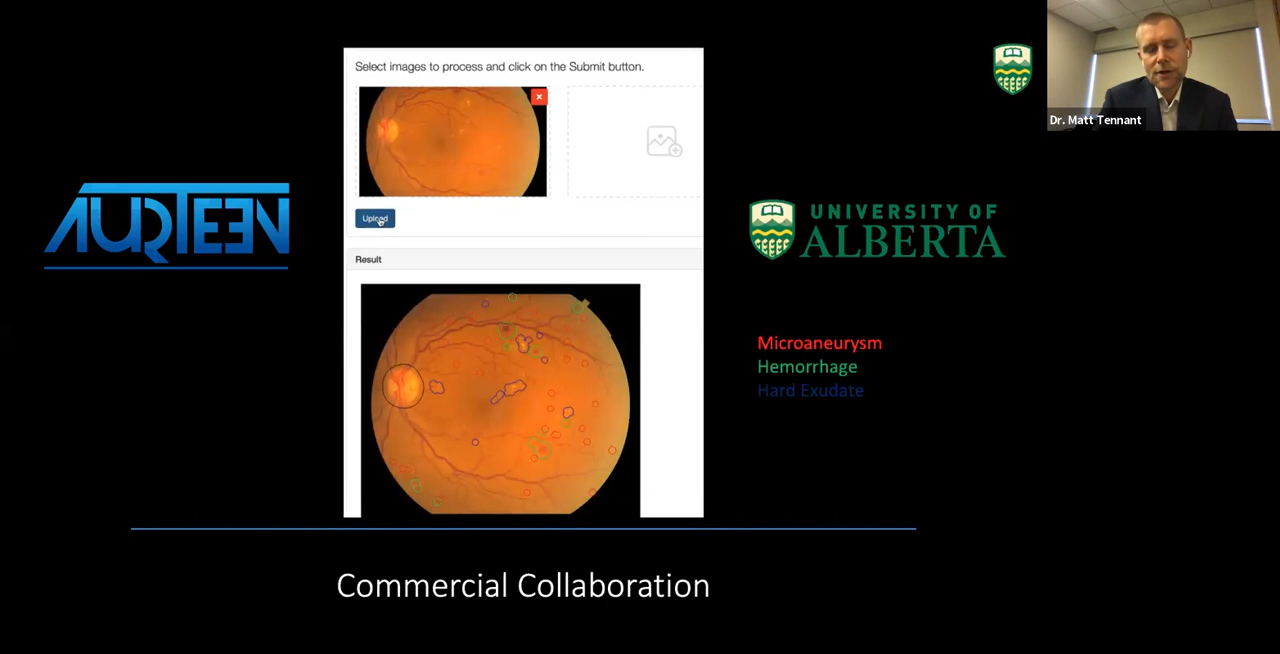 Select images to process and click on the Submit button.
Dr. Matt Tennant
AURTEEN
Upload
UNIVERSITY OF
ALBERTA
Result
Microaneurysm
Hemorrhage
Hard Exudate
Commercial Collaboration